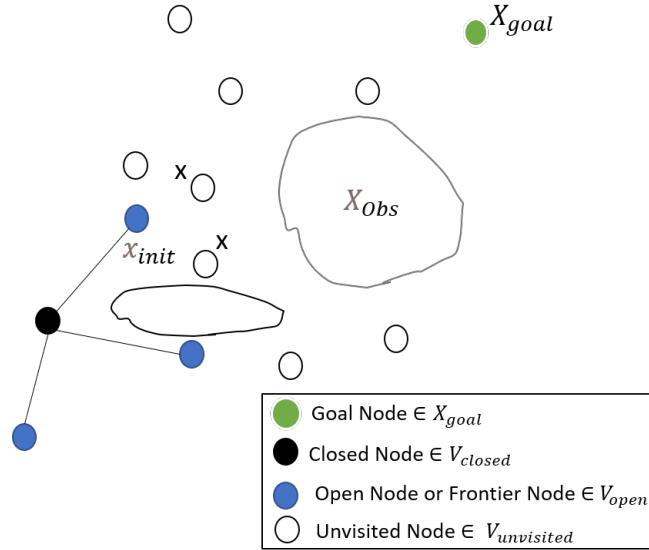 X_goal
x
X_Obs
x
x_init
Goal Node ∈ X_goal
Closed Node ∈ V_closed
Open Node or Frontier Node ∈ V_open
Unvisited Node ∈ V_unvisited